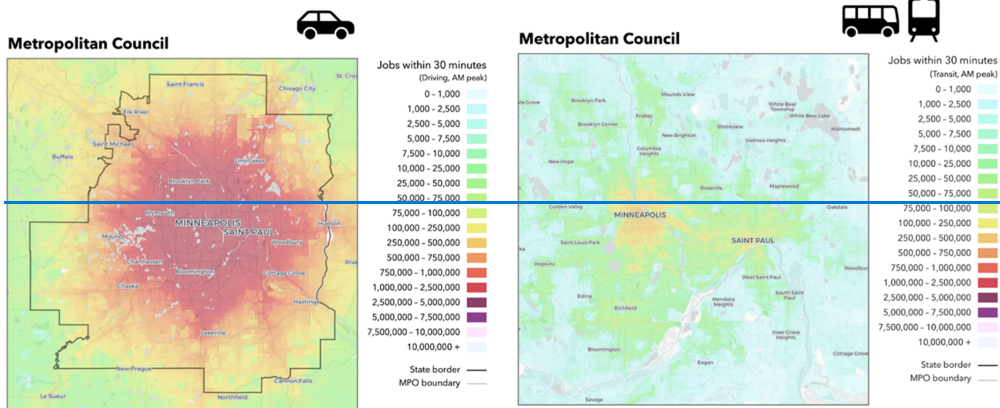 Metropolitan Council
Jobs within 30 minutes
(Driving, AM peak)
0 – 1,000
1,000 – 2,500
2,500 – 5,000
5,000 – 7,500
7,500 – 10,000
10,000 – 25,000
25,000 – 50,000
50,000 – 75,000
75,000 – 100,000
100,000 – 250,000
250,000 – 500,000
500,000 – 750,000
750,000 – 1,000,000
1,000,000 – 2,500,000
2,500,000 – 5,000,000
5,000,000 – 7,500,000
7,500,000 – 10,000,000
10,000,000 +
State border
MPO boundary
Saint Francis
St. Croi
Chisago City
Elk River
Saint Michael
Buffalo
Lino Lakes
Brooklyn Park
Plymouth
MINNEAPOLIS
SAINT PAUL
Hudson
Mound
Woodbury
Chanhassen
Bloomington
Cottage Grove
Rive
Chaska
Hastings
Lakeville
New Prague
Cannon Falls
Le Sueur
Northfield
Metropolitan Council
Jobs within 30 minutes
(Transit, AM peak)
0 – 1,000
1,000 – 2,500
2,500 – 5,000
5,000 – 7,500
7,500 – 10,000
10,000 – 25,000
25,000 – 50,000
50,000 – 75,000
75,000 – 100,000
100,000 – 250,000
250,000 – 500,000
500,000 – 750,000
750,000 – 1,000,000
1,000,000 – 2,500,000
2,500,000 – 5,000,000
5,000,000 – 7,500,000
7,500,000 – 10,000,000
10,000,000 +
State border
MPO boundary
Mounds View
le Grove
Brooklyn Park
White Bear
Township
Fridley
White Bear Lake
Brooklyn Center
Shoreview
Mahtomedi
New Brighton
Vadnais Heights
Columbia
Heights
New Hope
Roseville
Maplewood
Golden Valley
Oakdale
MINNEAPOLIS
Saint Louis Park
SAINT PAUL
Hopkins
Woodbur
West Saint Paul
Edina
Mendota
Heights
South Saint
Paul
Richfield
Inver Grove
Heights
Bloomington
Cottage Grov
Eagan
Savage